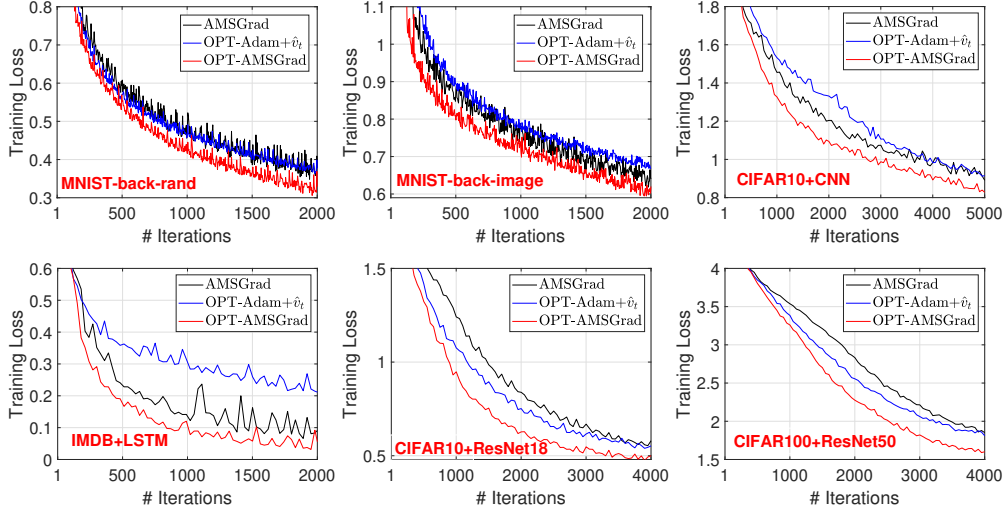 0.8
0.7
0.6
0.5
0.4
0.3
Training Loss
AMSGrad
OPT-Adam+v̂_t
OPT-AMSGrad
MNIST-back-rand
1 500 1000 1500 2000
# Iterations
1.1
1
0.9
0.8
0.7
0.6
Training Loss
AMSGrad
OPT-Adam+v̂_t
OPT-AMSGrad
MNIST-back-image
1 500 1000 1500 2000
# Iterations
1.8
1.6
1.4
1.2
1
0.8
Training Loss
AMSGrad
OPT-Adam+v̂_t
OPT-AMSGrad
CIFAR10+CNN
1 1000 2000 3000 4000 5000
# Iterations
0.6
0.5
0.4
0.3
0.2
0.1
0
Training Loss
AMSGrad
OPT-Adam+v̂_t
OPT-AMSGrad
IMDB+LSTM
1 500 1000 1500 2000
# Iterations
1.5
1
0.5
Training Loss
AMSGrad
OPT-Adam+v̂_t
OPT-AMSGrad
CIFAR10+ResNet18
1 1000 2000 3000 4000
# Iterations
4
3.5
3
2.5
2
1.5
Training Loss
AMSGrad
OPT-Adam+v̂_t
OPT-AMSGrad
CIFAR100+ResNet50
1 1000 2000 3000 4000
# Iterations